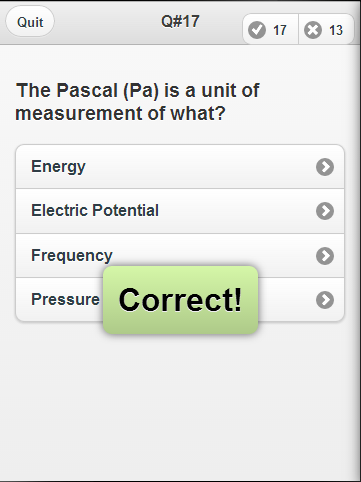 Quit
Q#17
17
13
The Pascal (Pa) is a unit of
measurement of what?
Energy
Electric Potential
Frequency
Pressure
Correct!